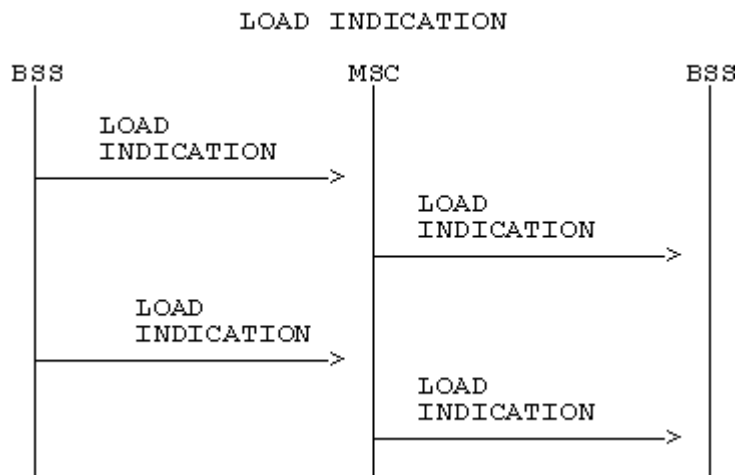 LOAD INDICATION
BSS MSC BSS
LOAD
INDICATION
LOAD
INDICATION
LOAD
INDICATION
LOAD
INDICATION